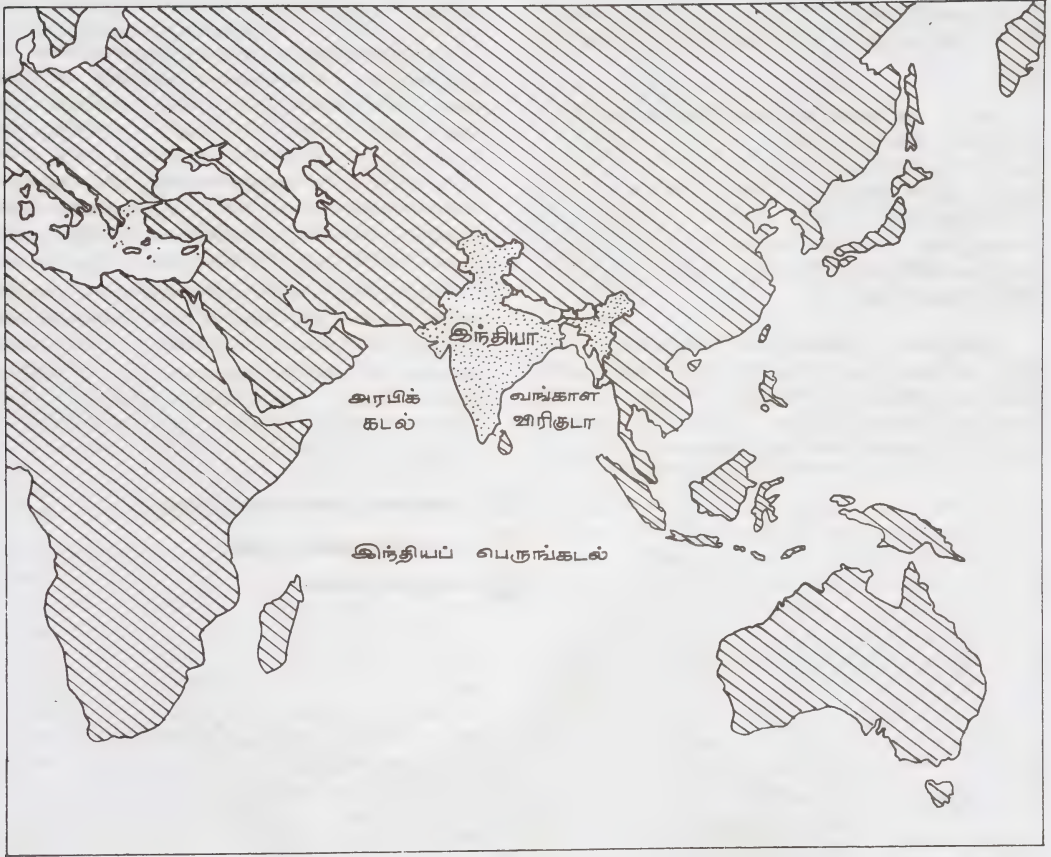 இந்தியா
அரபிக்
கடல்
வங்காள
விரிகுடா
இந்தியப் பெருங்கடல்